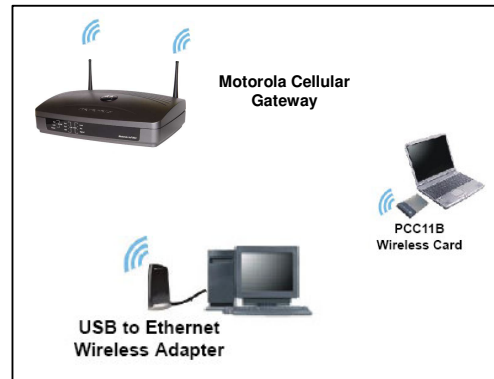 Motorola Cellular
Gateway
PCC11B
Wireless Card
USB to Ethernet
Wireless Adapter